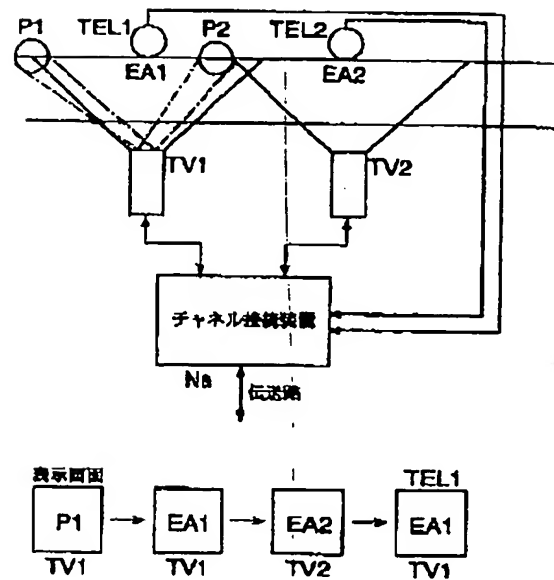 P1 TEL1 P2 TEL2
EA1 EA2
TV1 TV2
チャネル接続装置
Na
伝送路
表示画面 TEL1
P1 EA1 EA2 EA1
TV1 TV1 TV2 TV1